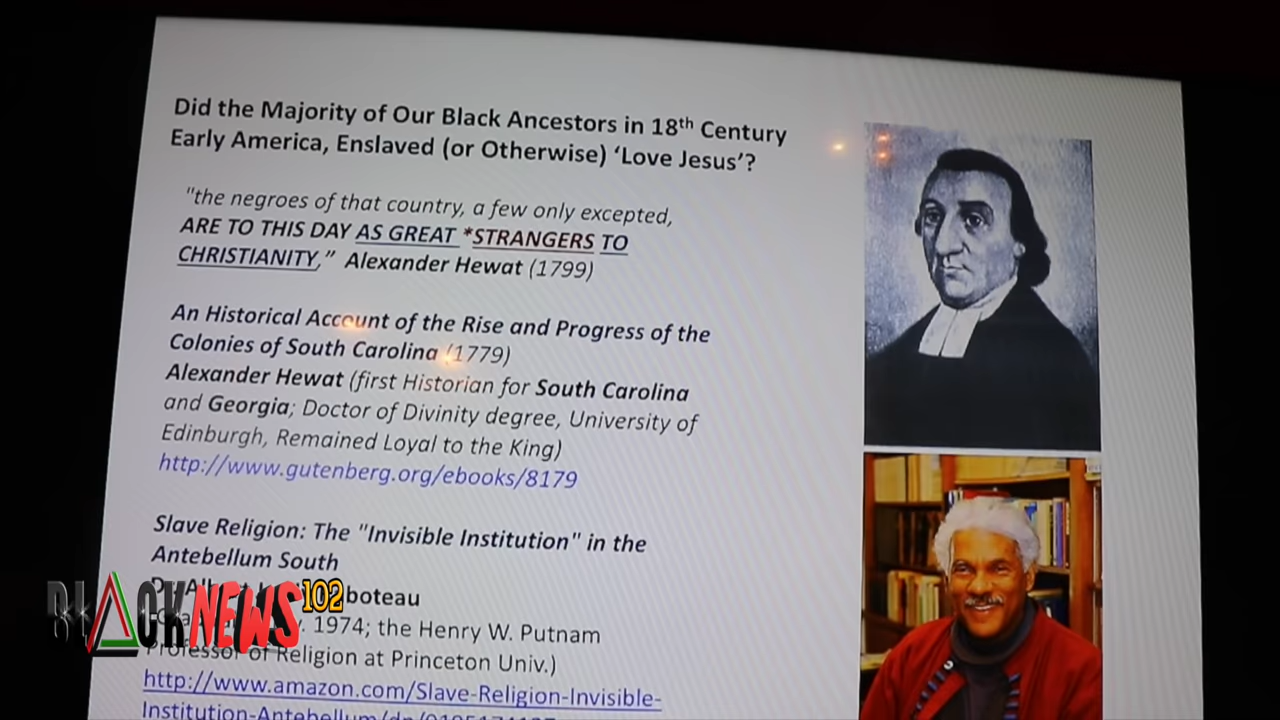 Did the Majority of Our Black Ancestors in 18th Century
Early America, Enslaved (or Otherwise) ‘Love Jesus’?
"the negroes of that country, a few only excepted,
ARE TO THIS DAY AS GREAT *STRANGERS TO
CHRISTIANITY,” Alexander Hewat (1799)
An Historical Account of the Rise and Progress of the
Colonies of South Carolina (1779)
Alexander Hewat (first Historian for South Carolina
and Georgia; Doctor of Divinity degree, University of
Edinburgh, Remained Loyal to the King)
http://www.gutenberg.org/ebooks/8179
Slave Religion: The "Invisible Institution" in the
Antebellum South
boteau
1974; the Henry W. Putnam
Professor of Religion at Princeton Univ.)
http://www.amazon.com/Slave-Religion-Invisible-
Institution-Antebellum/dp/
BLACKNEWS102